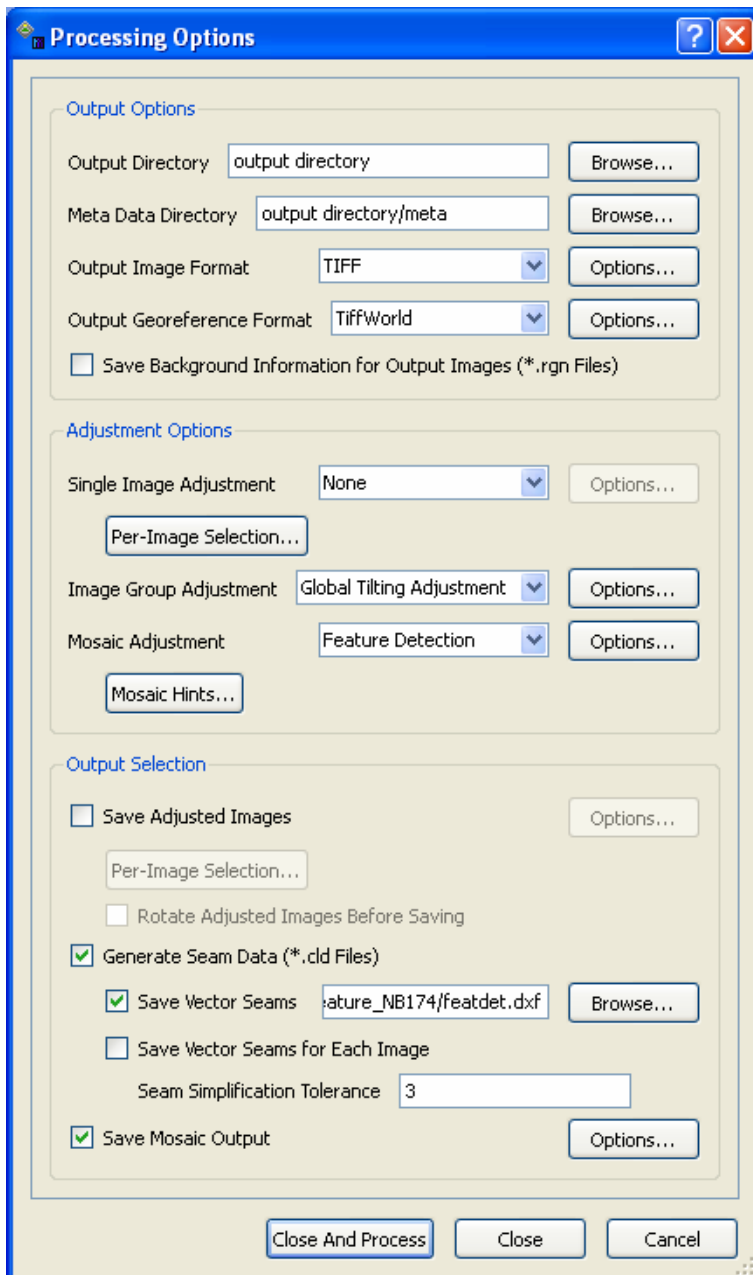 Processing Options
Output Options
Output Directory output directory Browse...
Meta Data Directory output directory/meta Browse...
Output Image Format TIFF Options...
Output Georeference Format TiffWorld Options...
Save Background Information for Output Images (*.rgn Files)
Adjustment Options
Single Image Adjustment None Options...
Per-Image Selection...
Image Group Adjustment Global Tilting Adjustment Options...
Mosaic Adjustment Feature Detection Options...
Mosaic Hints...
Output Selection
Save Adjusted Images Options...
Per-Image Selection...
Rotate Adjusted Images Before Saving
Generate Seam Data (*.cld Files)
Save Vector Seams eature_NB174/featdet.dxf Browse...
Save Vector Seams for Each Image
Seam Simplification Tolerance 3
Save Mosaic Output Options...
Close And Process Close Cancel